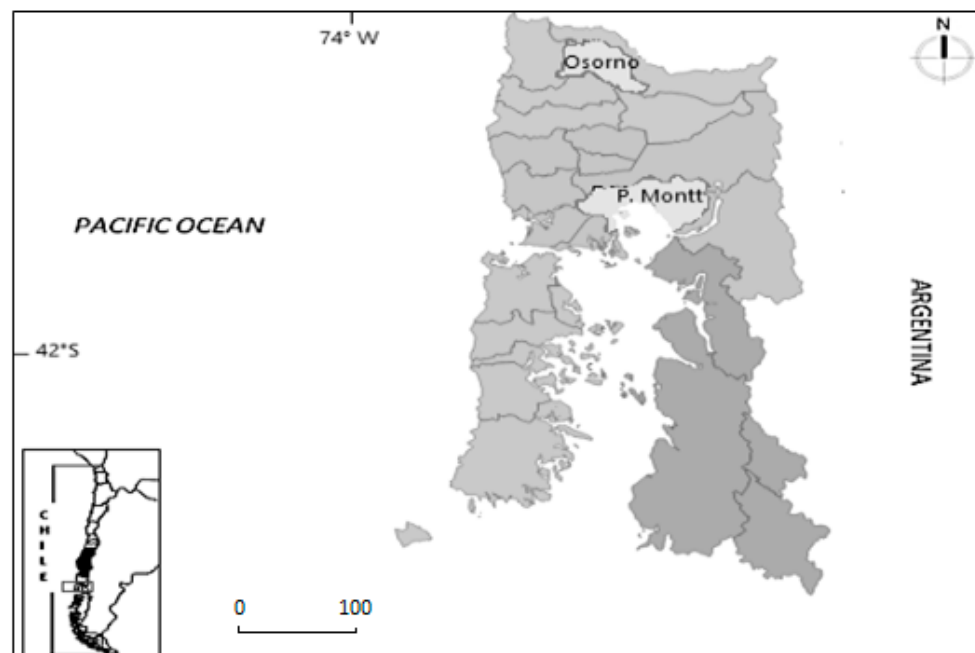 74° W
N
Osorno
P. Montt
PACIFIC OCEAN
ARGENTINA
42°S
CHILE
0 100